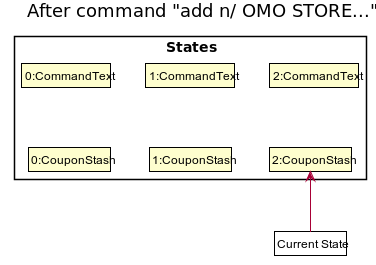 After command "add n/ OMO STORE..."
States
0:CommandText
1:CommandText
2:CommandText
0:CouponStash
1:CouponStash
2:CouponStash
Current State